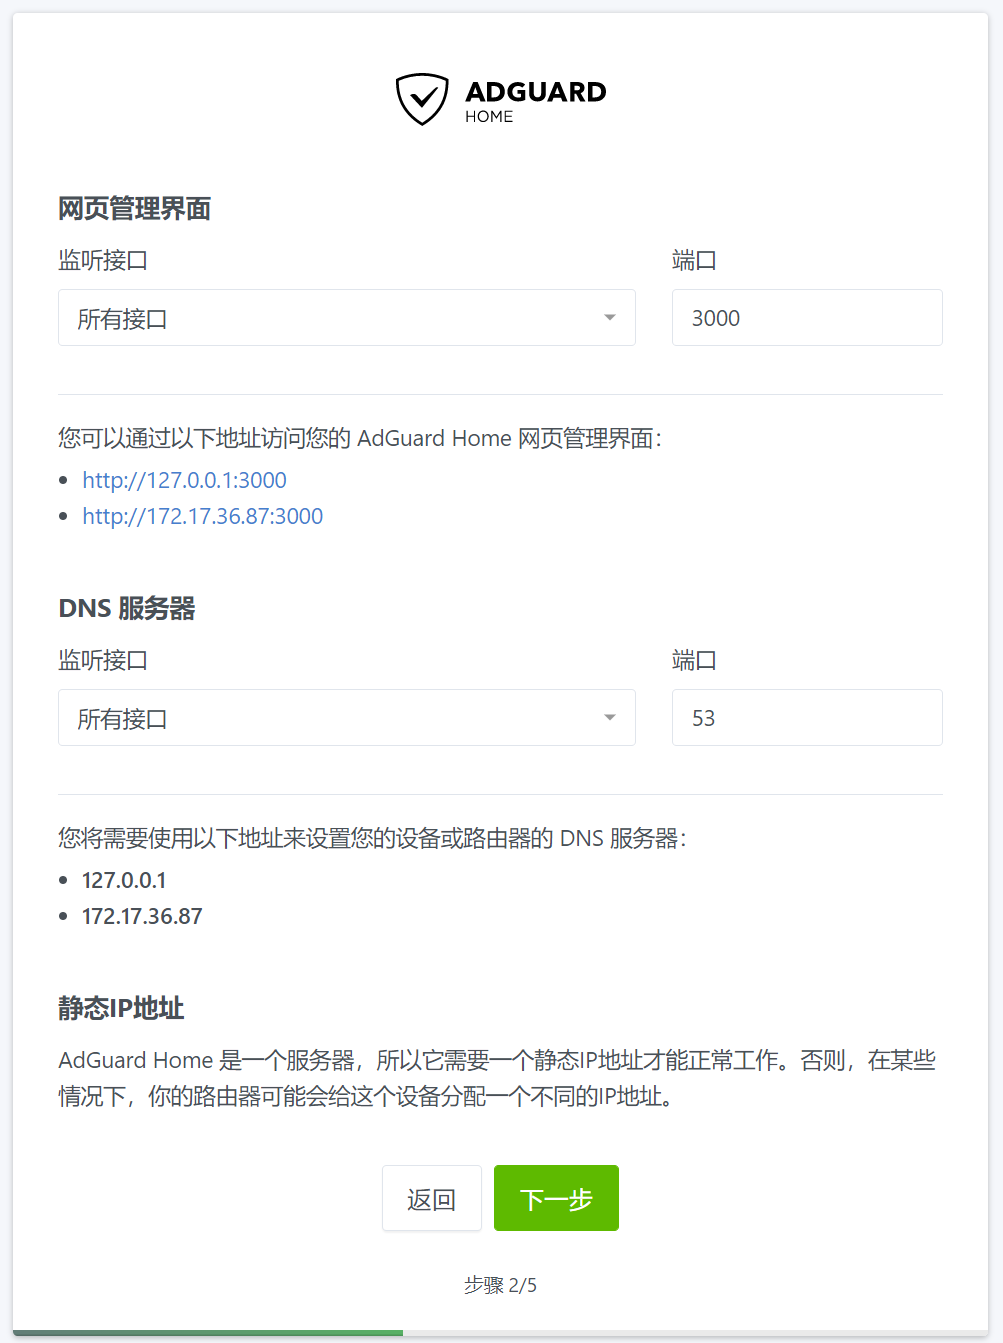 ADGUARD
HOME
网页管理界面
监听接口
端口
所有接口
3000
您可以通过以下地址访问您的 AdGuard Home 网页管理界面：
http://127.0.0.1:3000
http://172.17.36.87:3000
DNS 服务器
监听接口
端口
所有接口
53
您将需要使用以下地址来设置您的设备或路由器的 DNS 服务器：
127.0.0.1
172.17.36.87
静态IP地址
AdGuard Home 是一个服务器，所以它需要一个静态IP地址才能正常工作。否则，在某些
情况下，你的路由器可能会给这个设备分配一个不同的IP地址。
返回
下一步
步骤 2/5